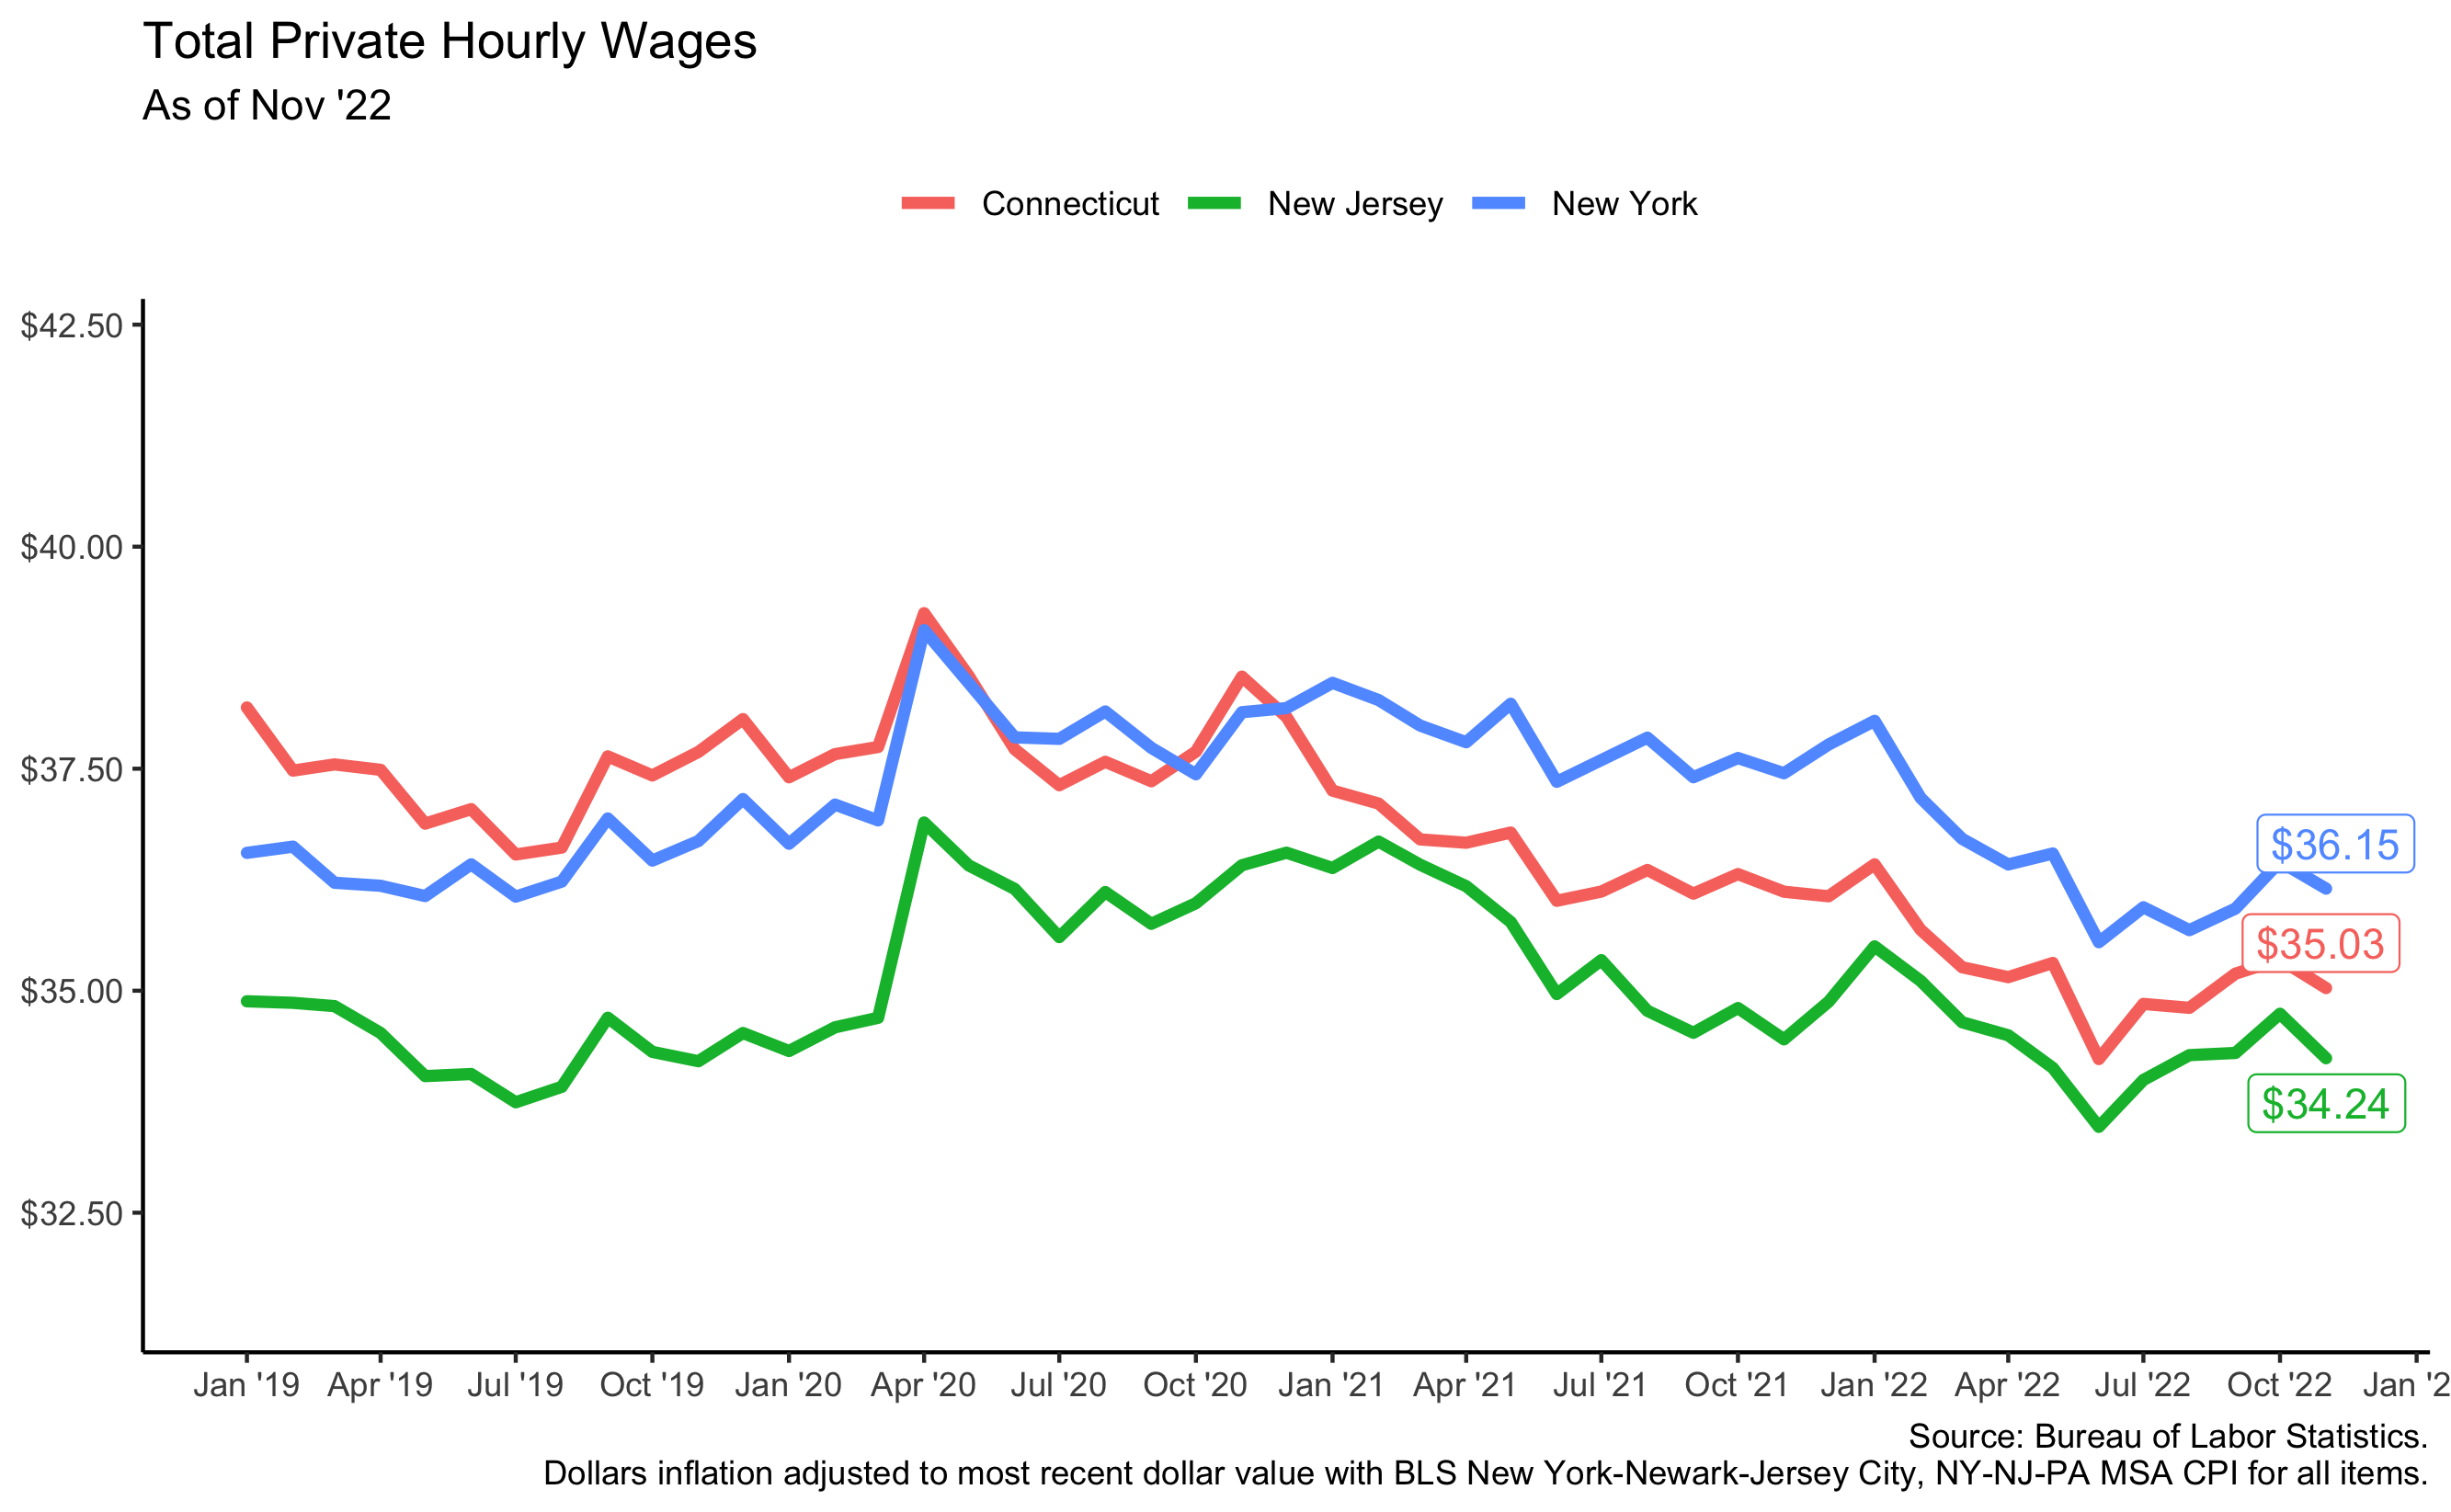 Total Private Hourly Wages
As of Nov '22
Connecticut New Jersey New York
$42.50
$40.00
$37.50
$35.00
$32.50
$36.15
$35.03
$34.24
Jan '19 Apr '19 Jul '19 Oct '19 Jan '20 Apr '20 Jul '20 Oct '20 Jan '21 Apr '21 Jul '21 Oct '21 Jan '22 Apr '22 Jul '22 Oct '22 Jan '2
Source: Bureau of Labor Statistics.
Dollars inflation adjusted to most recent dollar value with BLS New York-Newark-Jersey City, NY-NJ-PA MSA CPI for all items.